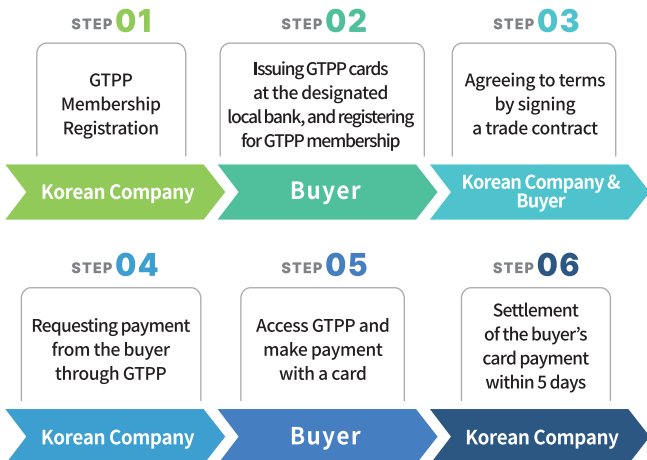 STEP 01
GTPP
Membership
Registration
Korean Company
STEP 02
Issuing GTPP cards
at the designated
local bank, and registering
for GTPP membership
Buyer
STEP 03
Agreeing to terms
by signing
a trade contract
Korean Company &
Buyer
STEP 04
Requesting payment
from the buyer
through GTPP
Korean Company
STEP 05
Access GTPP and
make payment
with a card
Buyer
STEP 06
Settlement
of the buyer’s
card payment
within 5 days
Korean Company